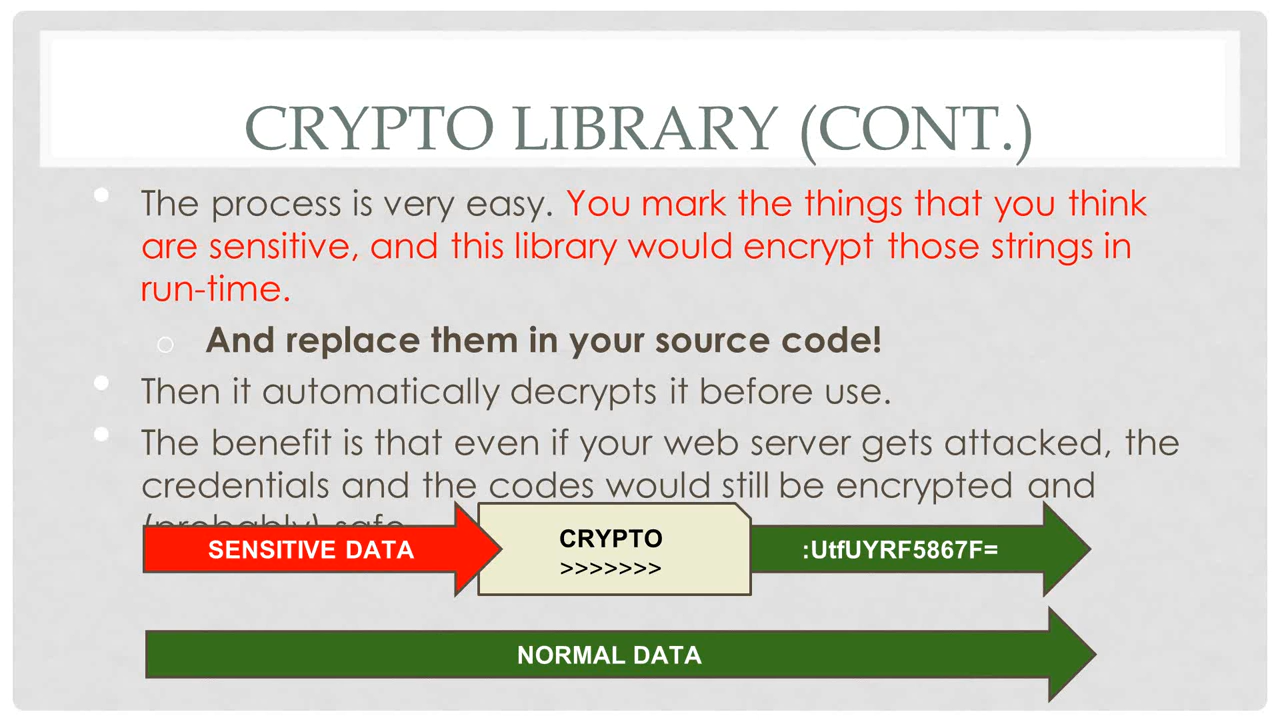 CRYPTO LIBRARY (CONT.)
The process is very easy. You mark the things that you think
are sensitive, and this library would encrypt those strings in
run-time.
And replace them in your source code!
Then it automatically decrypts it before use.
The benefit is that even if your web server gets attacked, the
credentials and the codes would still be encrypted and
(probably) safe
SENSITIVE DATA
CRYPTO
>>>>>>>
:UtfUYRF5867F=
NORMAL DATA